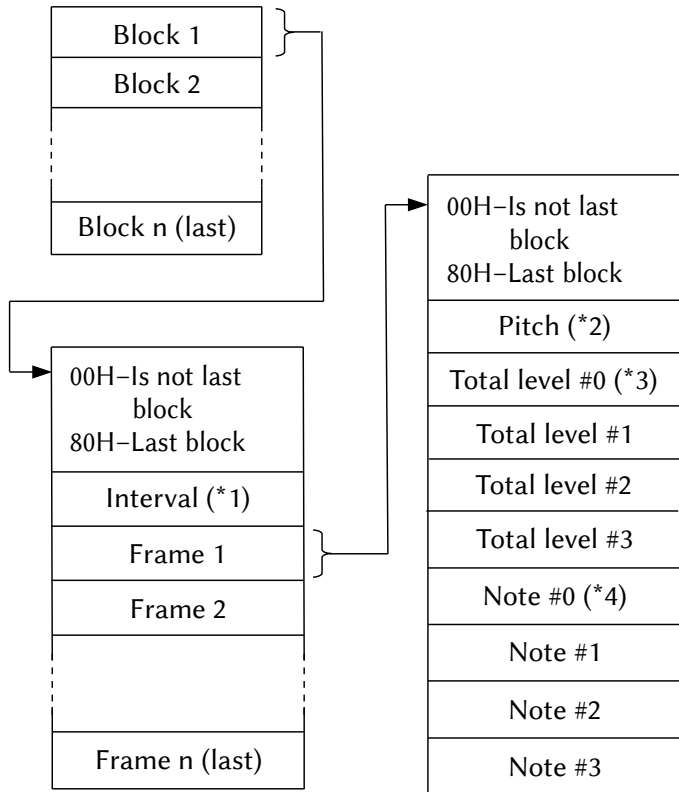 Block 1
Block 2
Block n (last)
00H–Is not last
block
80H–Last block
Interval (*1)
Frame 1
Frame 2
Frame n (last)
00H–Is not last
block
80H–Last block
Pitch (*2)
Total level #0 (*3)
Total level #1
Total level #2
Total level #3
Note #0 (*4)
Note #1
Note #2
Note #3